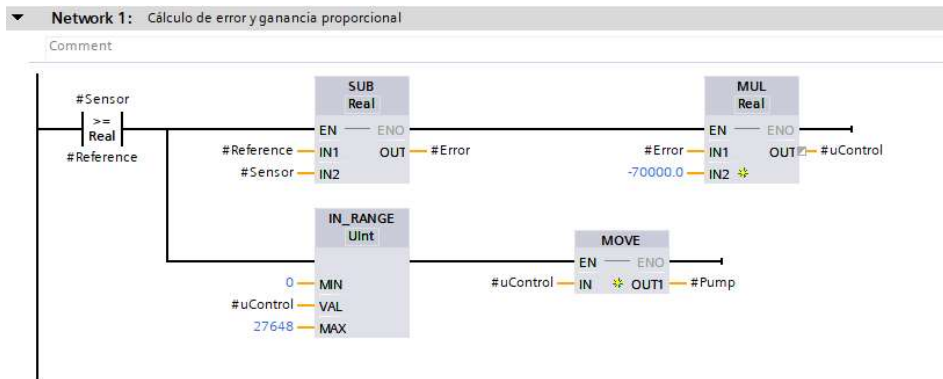 Network 1: Cálculo de error y ganancia proporcional
Comment
#Sensor
>=
Real
#Reference
SUB
Real
EN ENO
#Reference IN1 OUT #Error
#Sensor IN2
MUL
Real
EN ENO
#Error IN1 OUT #uControl
-70000.0 IN2
IN_RANGE
UInt
0 MIN
#uControl VAL
27648 MAX
MOVE
EN ENO
#uControl IN OUT1 #Pump